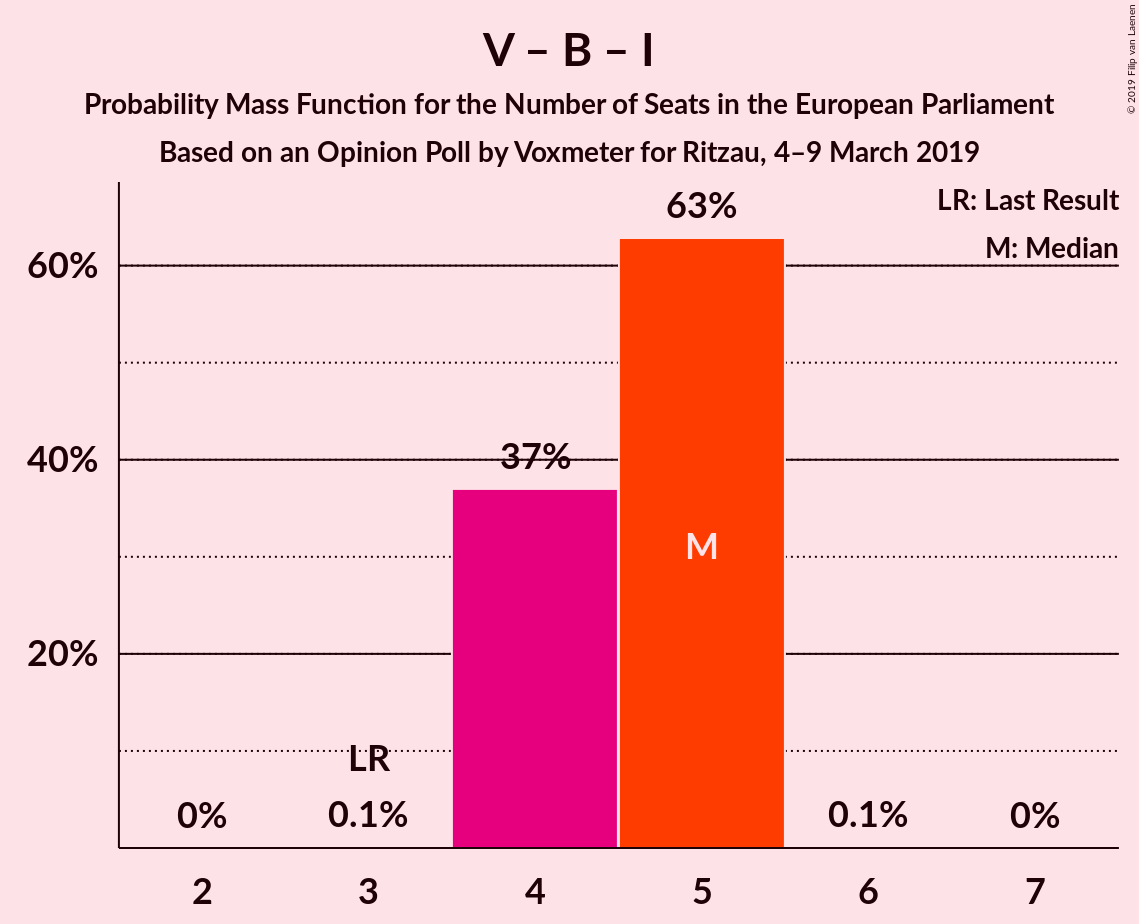 V – B – I
Probability Mass Function for the Number of Seats in the European Parliament
Based on an Opinion Poll by Voxmeter for Ritzau, 4–9 March 2019
© 2019 Filip van Laenen
LR: Last Result
M: Median
63%
60%
40%
37%
M
20%
LR
0%
0.1%
0.1%
0%
2
3
4
5
6
7